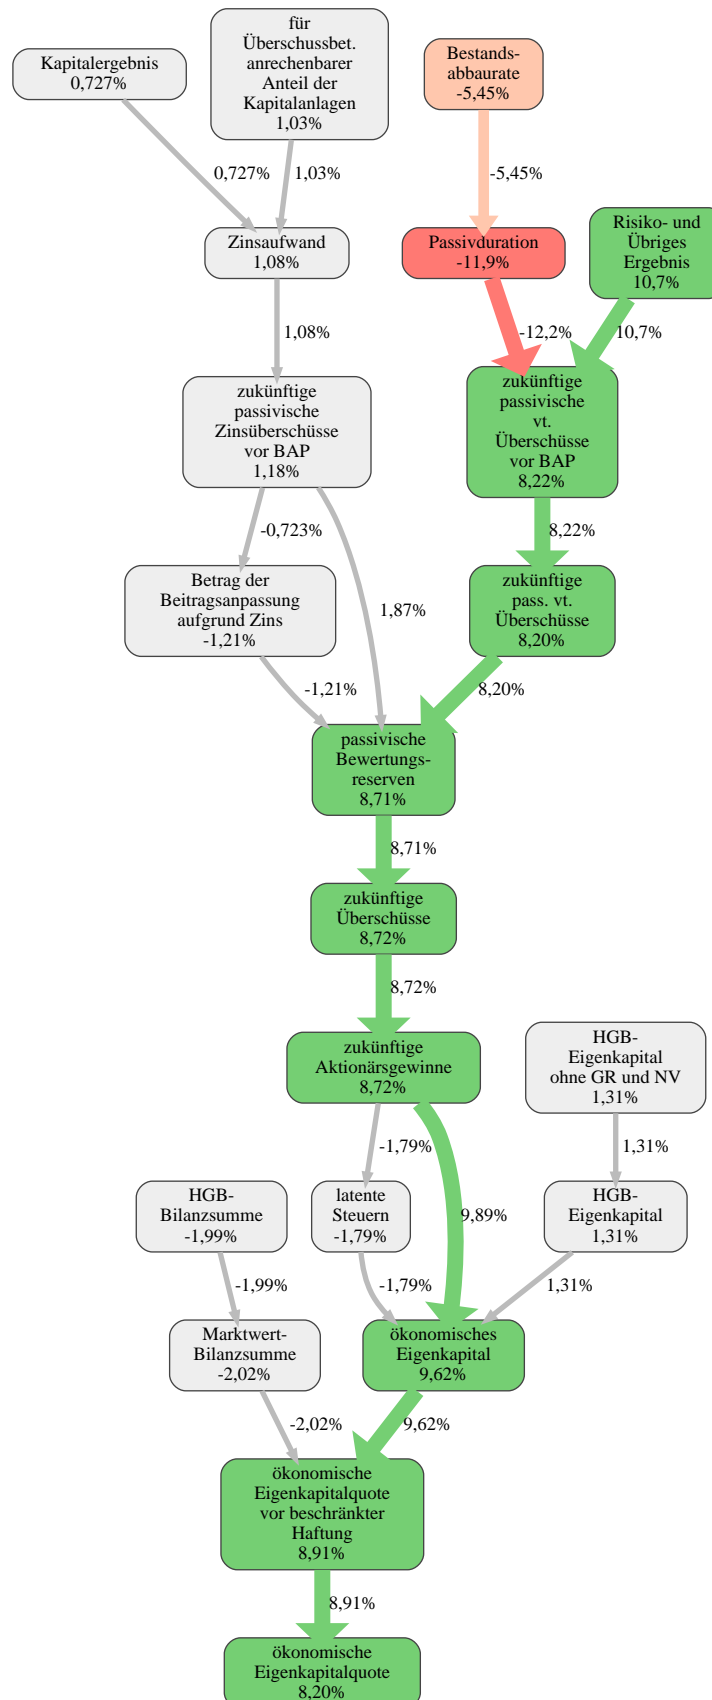 für
Überschussbet.
anrechenbarer
Anteil der
Kapitalanlagen
1,03%
Kapitalergebnis
0,727%
Bestands-
abbaurate
-5,45%
0,727%
1,03%
-5,45%
Zinsaufwand
1,08%
Passivduration
-11,9%
Risiko- und
Übriges
Ergebnis
10,7%
1,08%
-12,2%
10,7%
zukünftige
passivische
Zinsüberschüsse
vor BAP
1,18%
zukünftige
passivische
vt.
Überschüsse
vor BAP
8,22%
-0,723%
1,87%
8,22%
Betrag der
Beitragsanpassung
aufgrund Zins
-1,21%
zukünftige
pass. vt.
Überschüsse
8,20%
-1,21%
8,20%
passivische
Bewertungs-
reserven
8,71%
8,71%
zukünftige
Überschüsse
8,72%
8,72%
zukünftige
Aktionärsgewinne
8,72%
HGB-
Eigenkapital
ohne GR und NV
1,31%
-1,79%
9,89%
1,31%
HGB-
Bilanzsumme
-1,99%
latente
Steuern
-1,79%
HGB-
Eigenkapital
1,31%
-1,99%
-1,79%
1,31%
Marktwert-
Bilanzsumme
-2,02%
ökonomisches
Eigenkapital
9,62%
-2,02%
9,62%
ökonomische
Eigenkapitalquote
vor beschränkter
Haftung
8,91%
8,91%
ökonomische
Eigenkapitalquote
8,20%